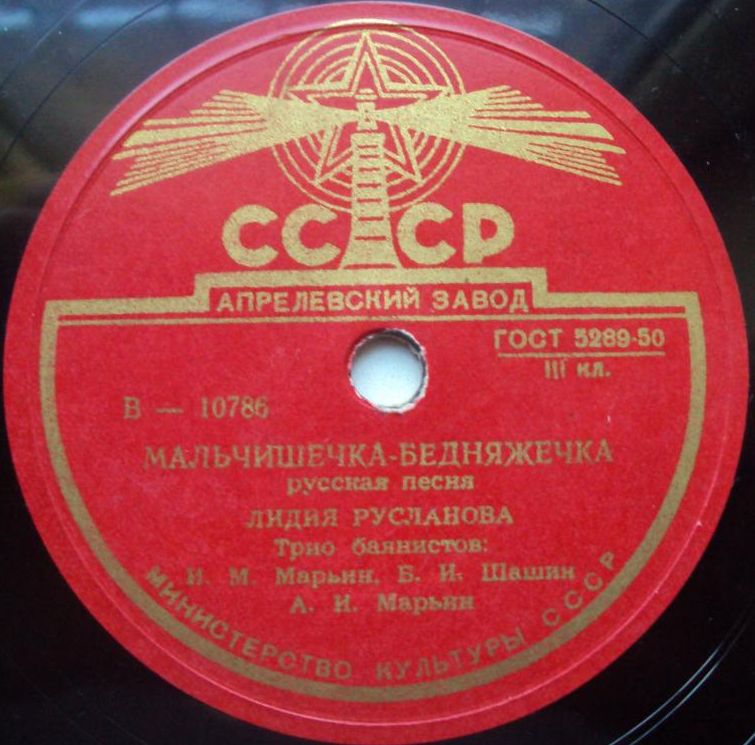 СССР
АПРЕЛЕВСКИЙ ЗАВОД
ГОСТ 5289-50
III кл.
В — 10786
МАЛЬЧИШЕЧКА-БЕДНЯЖЕЧКА
русская песня
ЛИДИЯ РУСЛАНОВА
Трио баянистов:
И. М. Марьин, Б. И. Шашин
А. И. Марьин
МИНИСТЕРСТВО КУЛЬТУРЫ СССР